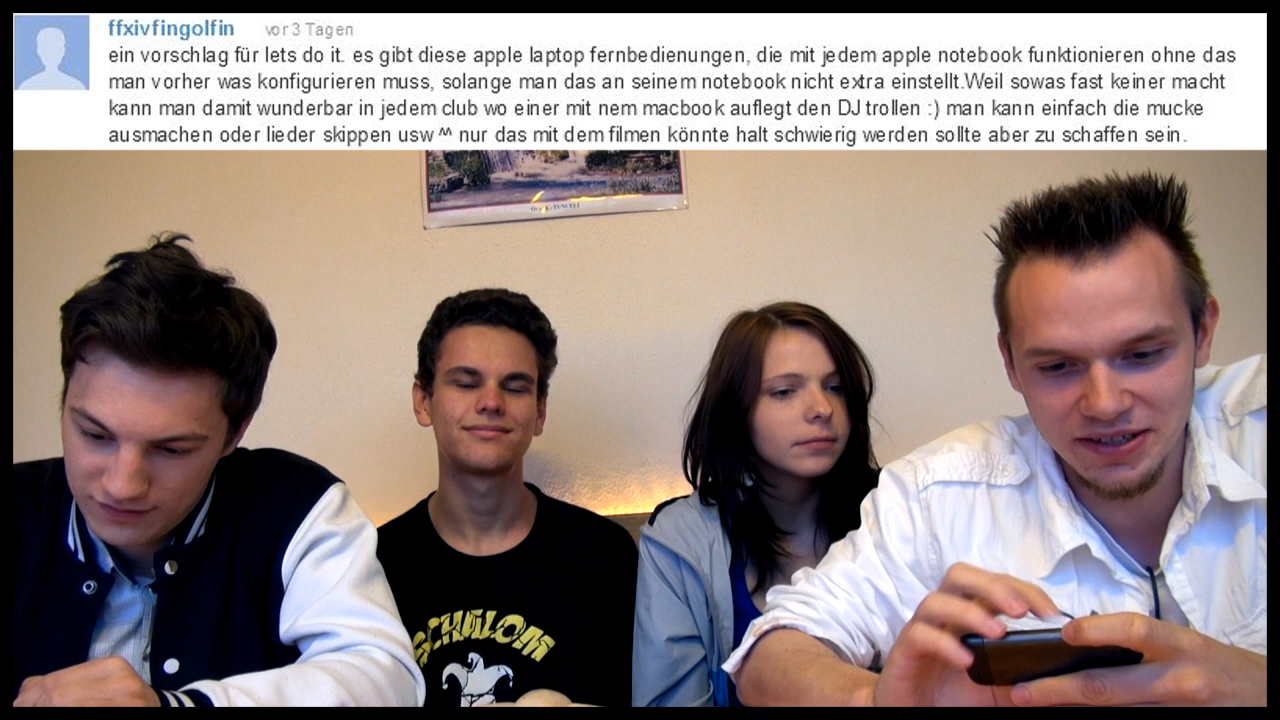 ffxivfingolfin vor 3 Tagen
ein vorschlag für lets do it. es gibt diese apple laptop fernbedienungen, die mit jedem apple notebook funktionieren ohne das
man vorher was konfigurieren muss, solange man das an seinem notebook nicht extra einstellt.Weil sowas fast keiner macht
kann man damit wunderbar in jedem club wo einer mit nem macbook auflegt den DJ trollen :) man kann einfach die mucke
ausmachen oder lieder skippen usw ^^ nur das mit dem filmen könnte halt schwierig werden sollte aber zu schaffen sein.
TUNCELİ
SCHALOM